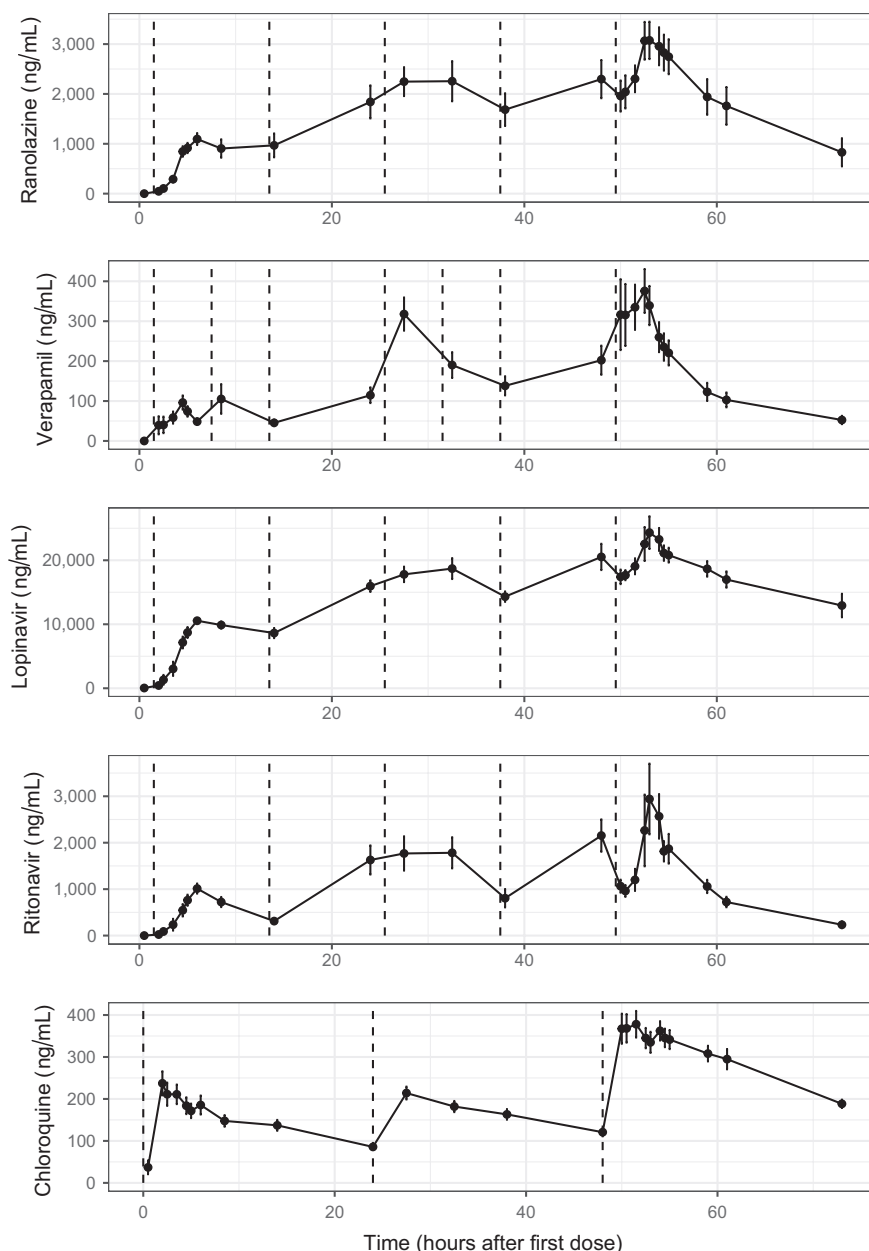 Ranolazine (ng/mL)
3,000
2,000
1,000
0
0 20 40 60
Verapamil (ng/mL)
400
300
200
100
0
0 20 40 60
Lopinavir (ng/mL)
20,000
10,000
0
0 20 40 60
Ritonavir (ng/mL)
3,000
2,000
1,000
0
0 20 40 60
Chloroquine (ng/mL)
400
300
200
100
0
0 20 40 60
Time (hours after first dose)